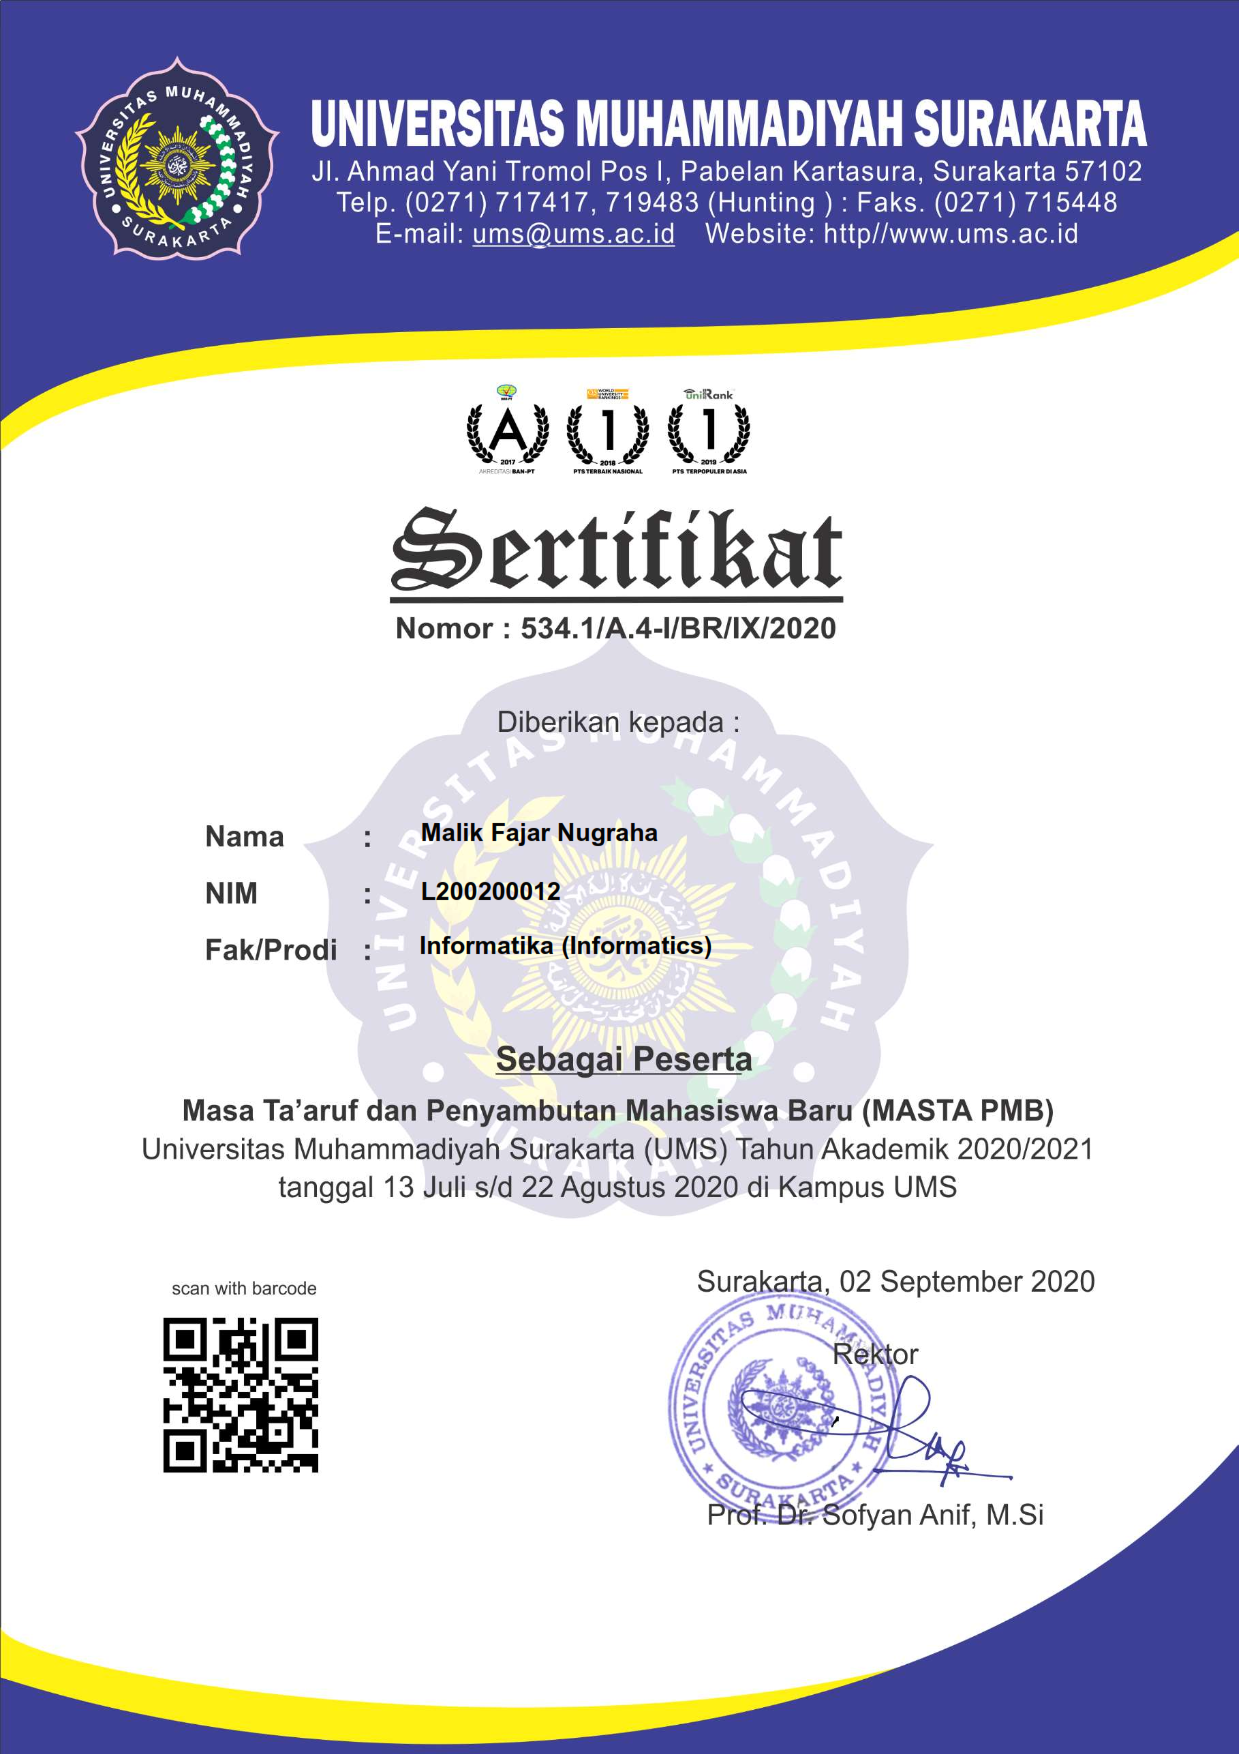 UNIVERSITAS MUHAMMADIYAH
SURAKARTA
UNIVERSITAS MUHAMMADIYAH SURAKARTA
Jl. Ahmad Yani Tromol Pos I, Pabelan Kartasura, Surakarta 57102
Telp. (0271) 717417, 719483 (Hunting ) : Faks. (0271) 715448
E-mail: ums@ums.ac.id Website: http//www.ums.ac.id
WORLD UNIVERSITY RANKINGS uniRank
A 1 1
2017 2018 2019
AKREDITASI BAN-PT PTS TERBAIK NASIONAL PTS TERPOPULER DI ASIA
Sertifikat
Nomor : 534.1/A.4-I/BR/IX/2020
Diberikan kepada :
UNIVERSITAS MUHAMMADIYAH
SURAKARTA
Nama : Malik Fajar Nugraha
NIM : L200200012
Fak/Prodi : Informatika (Informatics)
Sebagai Peserta
Masa Ta’aruf dan Penyambutan Mahasiswa Baru (MASTA PMB)
Universitas Muhammadiyah Surakarta (UMS) Tahun Akademik 2020/2021
tanggal 13 Juli s/d 22 Agustus 2020 di Kampus UMS
scan with barcode
Surakarta, 02 September 2020
UNIVERSITAS MUHAMMADIYAH
SURAKARTA
Rektor
Prof. Dr. Sofyan Anif, M.Si